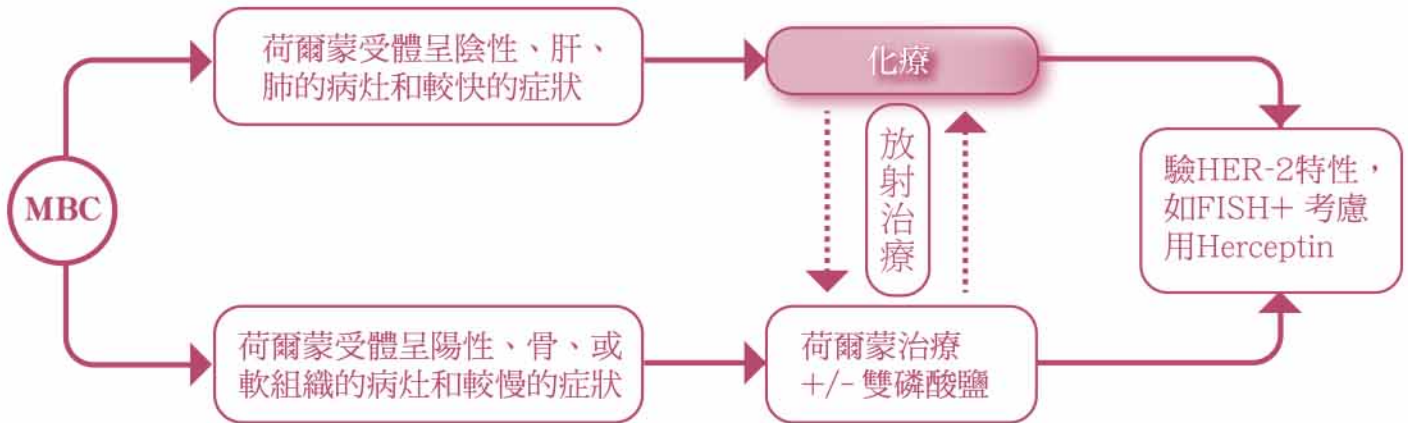 荷爾蒙受體呈陰性、肝、
肺的病灶和較快的症狀
化療
放射治療
MBC
驗HER-2特性，
如FISH+ 考慮
用Herceptin
荷爾蒙受體呈陽性、骨、或
軟組織的病灶和較慢的症狀
荷爾蒙治療
+/- 雙磷酸鹽